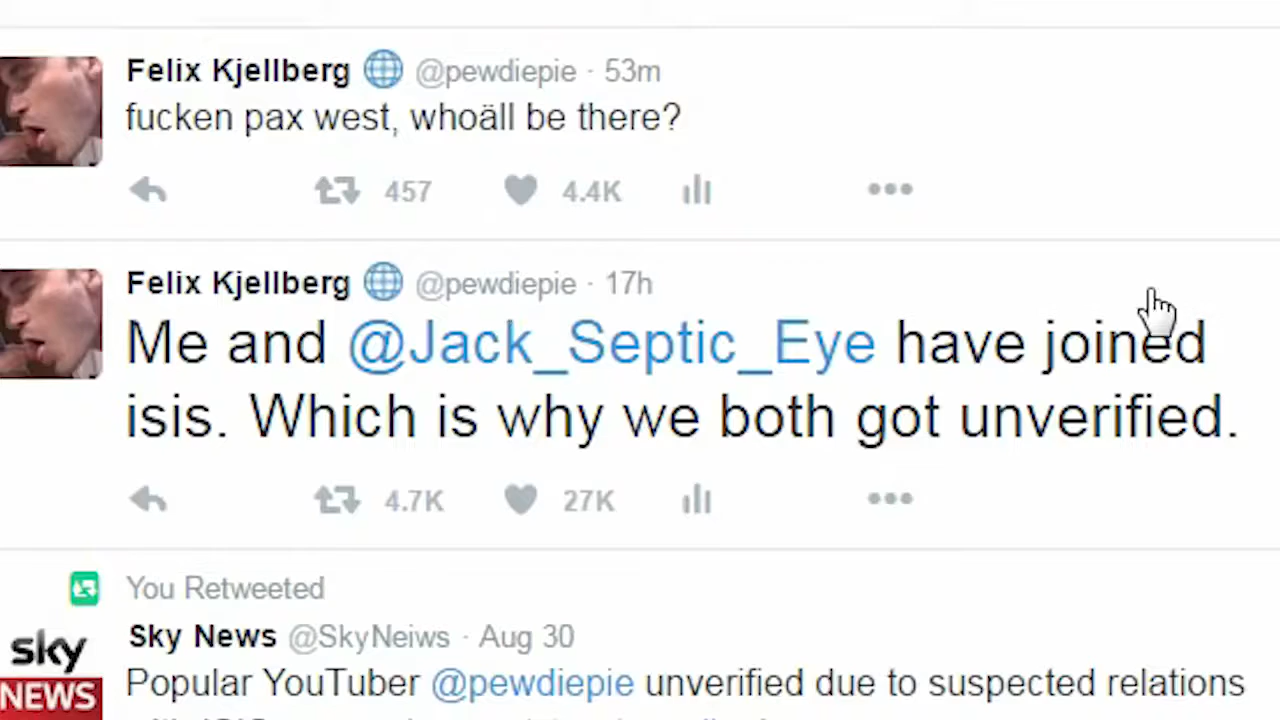 Felix Kjellberg @pewdiepie · 53m
fucken pax west, whoäll be there?
457 4.4K
Felix Kjellberg @pewdiepie · 17h
Me and @Jack_Septic_Eye have joined
isis. Which is why we both got unverified.
4.7K 27K
You Retweeted
Sky News @SkyNeiws · Aug 30
sky
NEWS
Popular YouTuber @pewdiepie unverified due to suspected relations